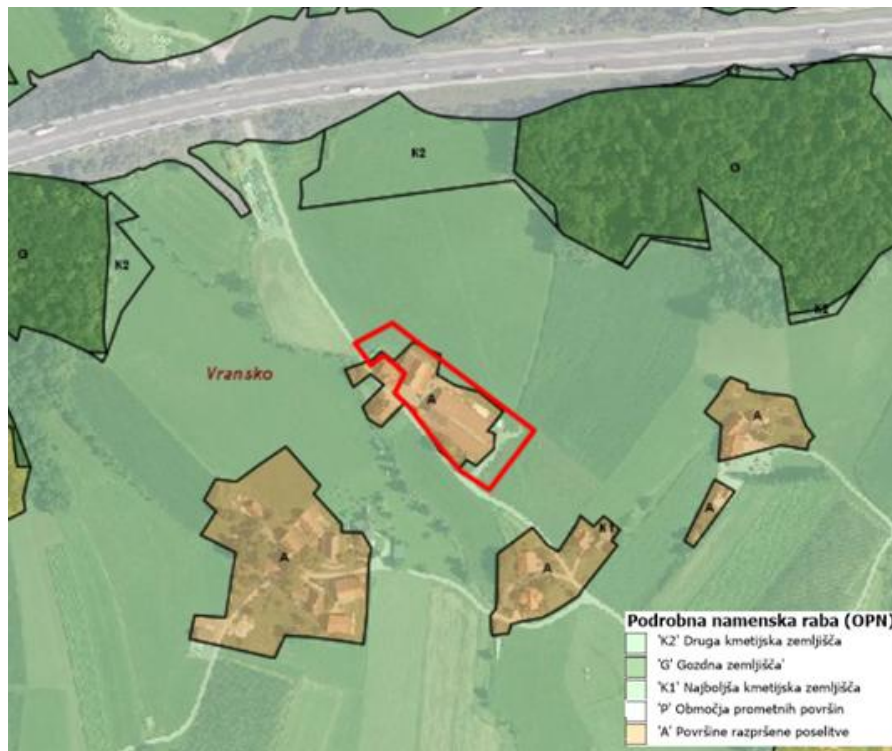 K2
G
G
K2
K2
Vransko
A
A
A
A
K1
A
A
Podrobna namenska raba (OPN)
'K2' Druga kmetijska zemljišča
'G' Gozdna zemljišča'
'K1' Najboljša kmetijska zemljišča
'P' Območja prometnih površin
'A' Površine razpršene poselitve